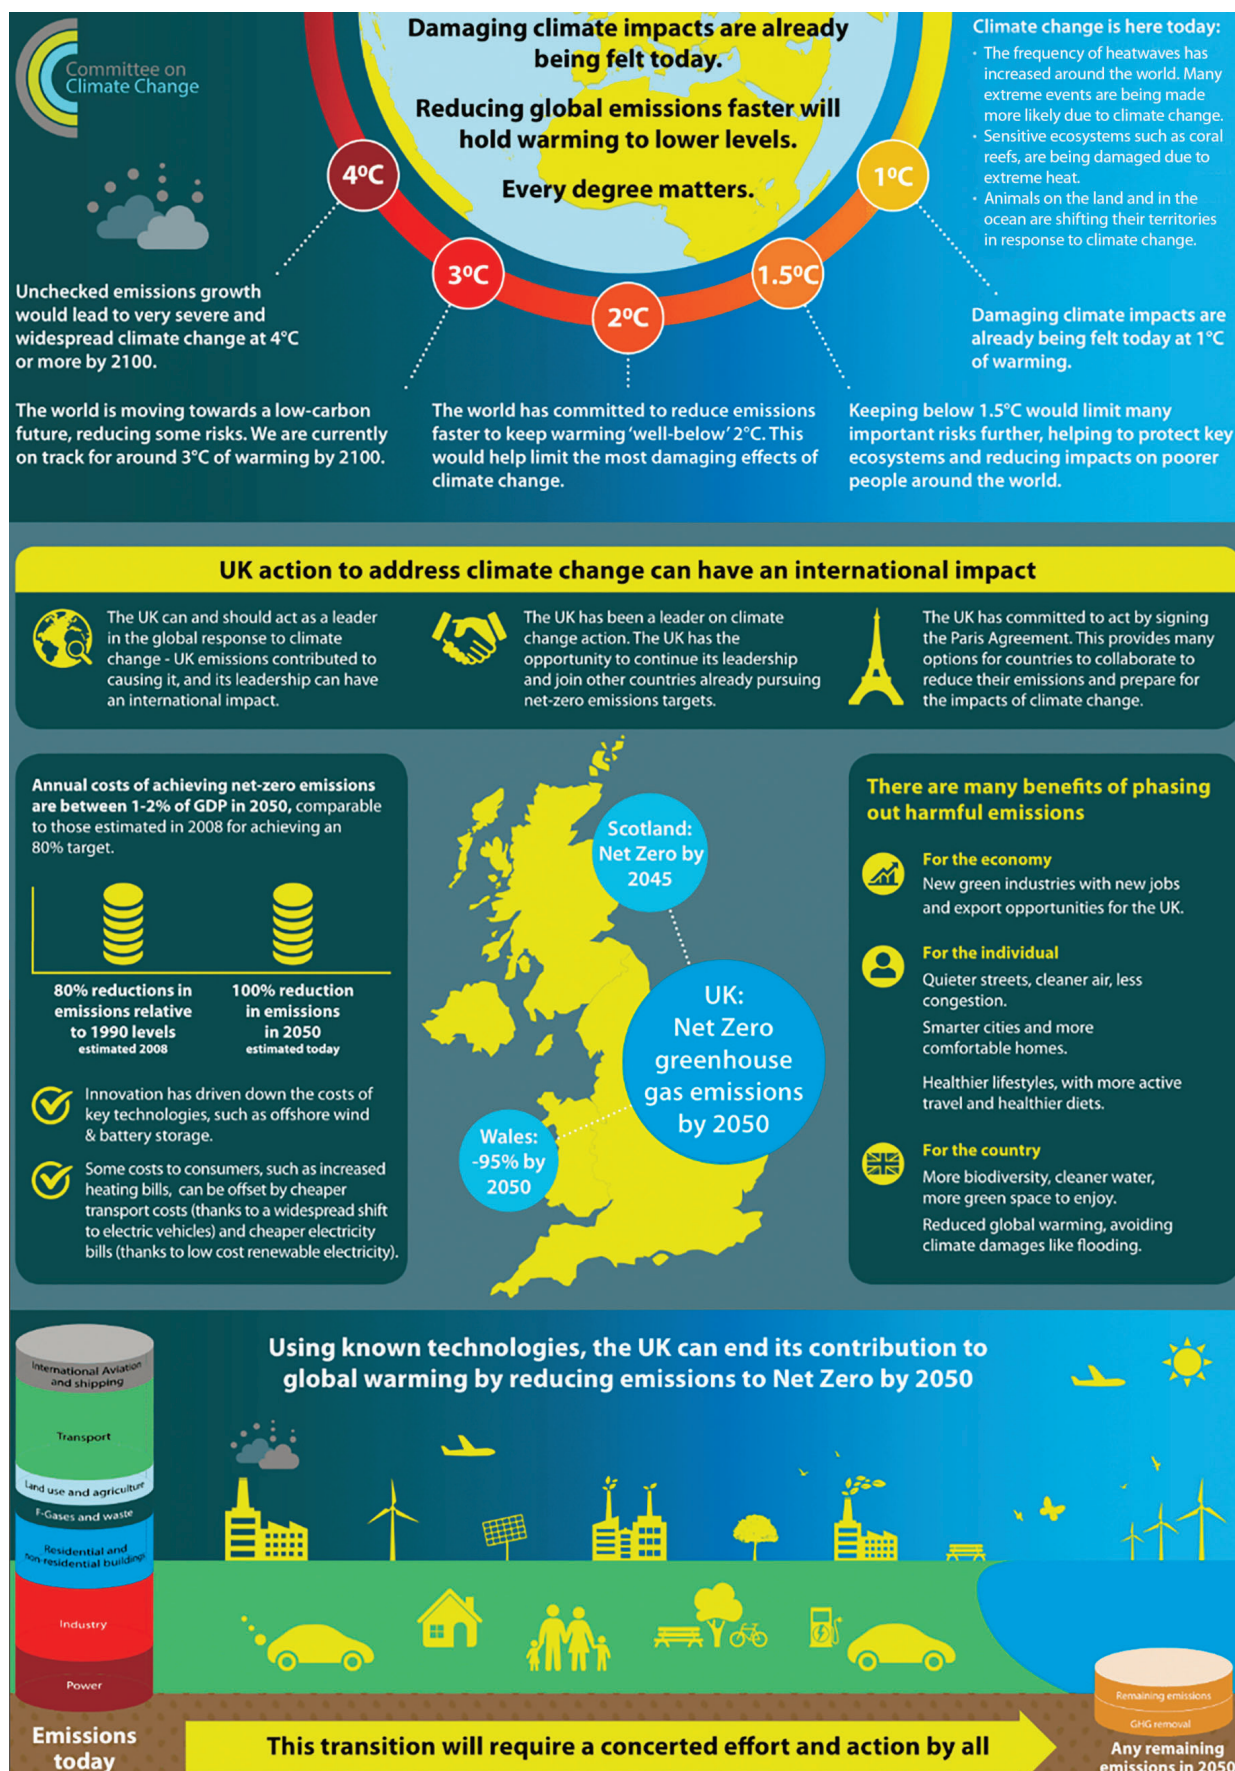 Committee on
Climate Change
Damaging climate impacts are already
being felt today.
Reducing global emissions faster will
hold warming to lower levels.
Every degree matters.
Climate change is here today:
• The frequency of heatwaves has
increased around the world. Many
extreme events are being made
more likely due to climate change.
• Sensitive ecosystems such as coral
reefs, are being damaged due to
extreme heat.
• Animals on the land and in the
ocean are shifting their territories
in response to climate change.
4°C
3°C
2°C
1.5°C
1°C
Unchecked emissions growth
would lead to very severe and
widespread climate change at 4°C
or more by 2100.
The world is moving towards a low-carbon
future, reducing some risks. We are currently
on track for around 3°C of warming by 2100.
The world has committed to reduce emissions
faster to keep warming 'well-below' 2°C. This
would help limit the most damaging effects of
climate change.
Keeping below 1.5°C would limit many
important risks further, helping to protect key
ecosystems and reducing impacts on poorer
people around the world.
Damaging climate impacts are
already being felt today at 1°C
of warming.
UK action to address climate change can have an international impact
The UK can and should act as a leader
in the global response to climate
change - UK emissions contributed to
causing it, and its leadership can have
an international impact.
The UK has been a leader on climate
change action. The UK has the
opportunity to continue its leadership
and join other countries already pursuing
net-zero emissions targets.
The UK has committed to act by signing
the Paris Agreement. This provides many
options for countries to collaborate to
reduce their emissions and prepare for
the impacts of climate change.
Annual costs of achieving net-zero emissions
are between 1-2% of GDP in 2050, comparable
to those estimated in 2008 for achieving an
80% target.
80% reductions in
emissions relative
to 1990 levels
estimated 2008
100% reduction
in emissions
in 2050
estimated today
Innovation has driven down the costs of
key technologies, such as offshore wind
& battery storage.
Some costs to consumers, such as increased
heating bills, can be offset by cheaper
transport costs (thanks to a widespread shift
to electric vehicles) and cheaper electricity
bills (thanks to low cost renewable electricity).
Scotland:
Net Zero by
2045
UK:
Net Zero
greenhouse
gas emissions
by 2050
Wales:
-95% by
2050
There are many benefits of phasing
out harmful emissions
For the economy
New green industries with new jobs
and export opportunities for the UK.
For the individual
Quieter streets, cleaner air, less
congestion.
Smarter cities and more
comfortable homes.
Healthier lifestyles, with more active
travel and healthier diets.
For the country
More biodiversity, cleaner water,
more green space to enjoy.
Reduced global warming, avoiding
climate damages like flooding.
Using known technologies, the UK can end its contribution to
global warming by reducing emissions to Net Zero by 2050
International Aviation
and shipping
Transport
Land use and agriculture
F-Gases and waste
Residential and
non-residential buildings
Industry
Power
Emissions
today
This transition will require a concerted effort and action by all
Remaining emissions
GHG removal
Any remaining
emissions in 2050